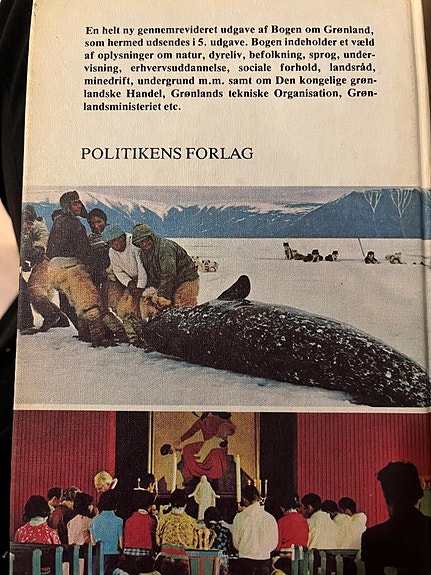 En helt ny gennemrevideret udgave af Bogen om Grønland,
som hermed udsendes i 5. udgave. Bogen indeholder et væld
af oplysninger om natur, dyreliv, befolkning, sprog, under-
visning, erhvervsuddannelse, sociale forhold, landsråd,
minedrift, undergrund m.m. samt om Den kongelige grøn-
landske Handel, Grønlands tekniske Organisation, Grøn-
landsministeriet etc.
POLITIKENS FORLAG